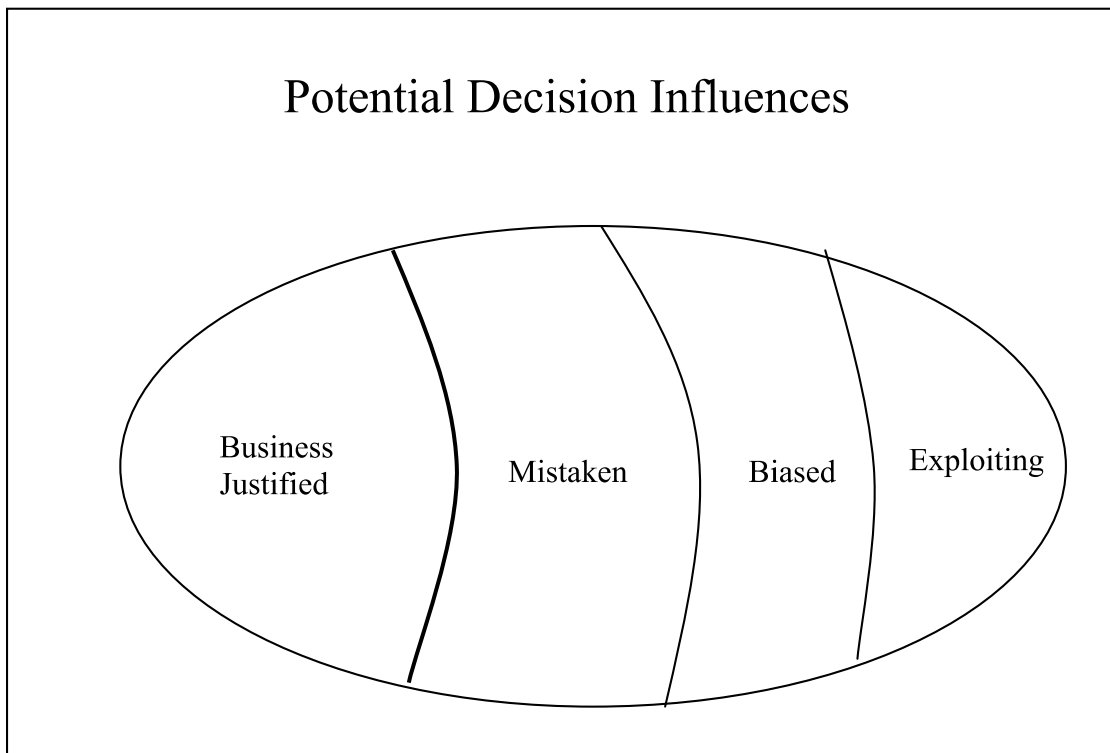 Potential Decision Influences
Business
Justified
Mistaken
Biased
Exploiting